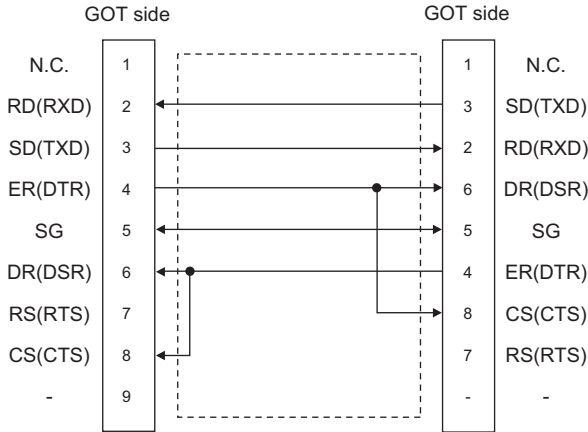 GOT side GOT side
N.C. 1 1 N.C.
RD(RXD) 2 3 SD(TXD)
SD(TXD) 3 2 RD(RXD)
ER(DTR) 4 6 DR(DSR)
SG 5 5 SG
DR(DSR) 6 4 ER(DTR)
RS(RTS) 7 8 CS(CTS)
CS(CTS) 8 7 RS(RTS)
- 9 - -